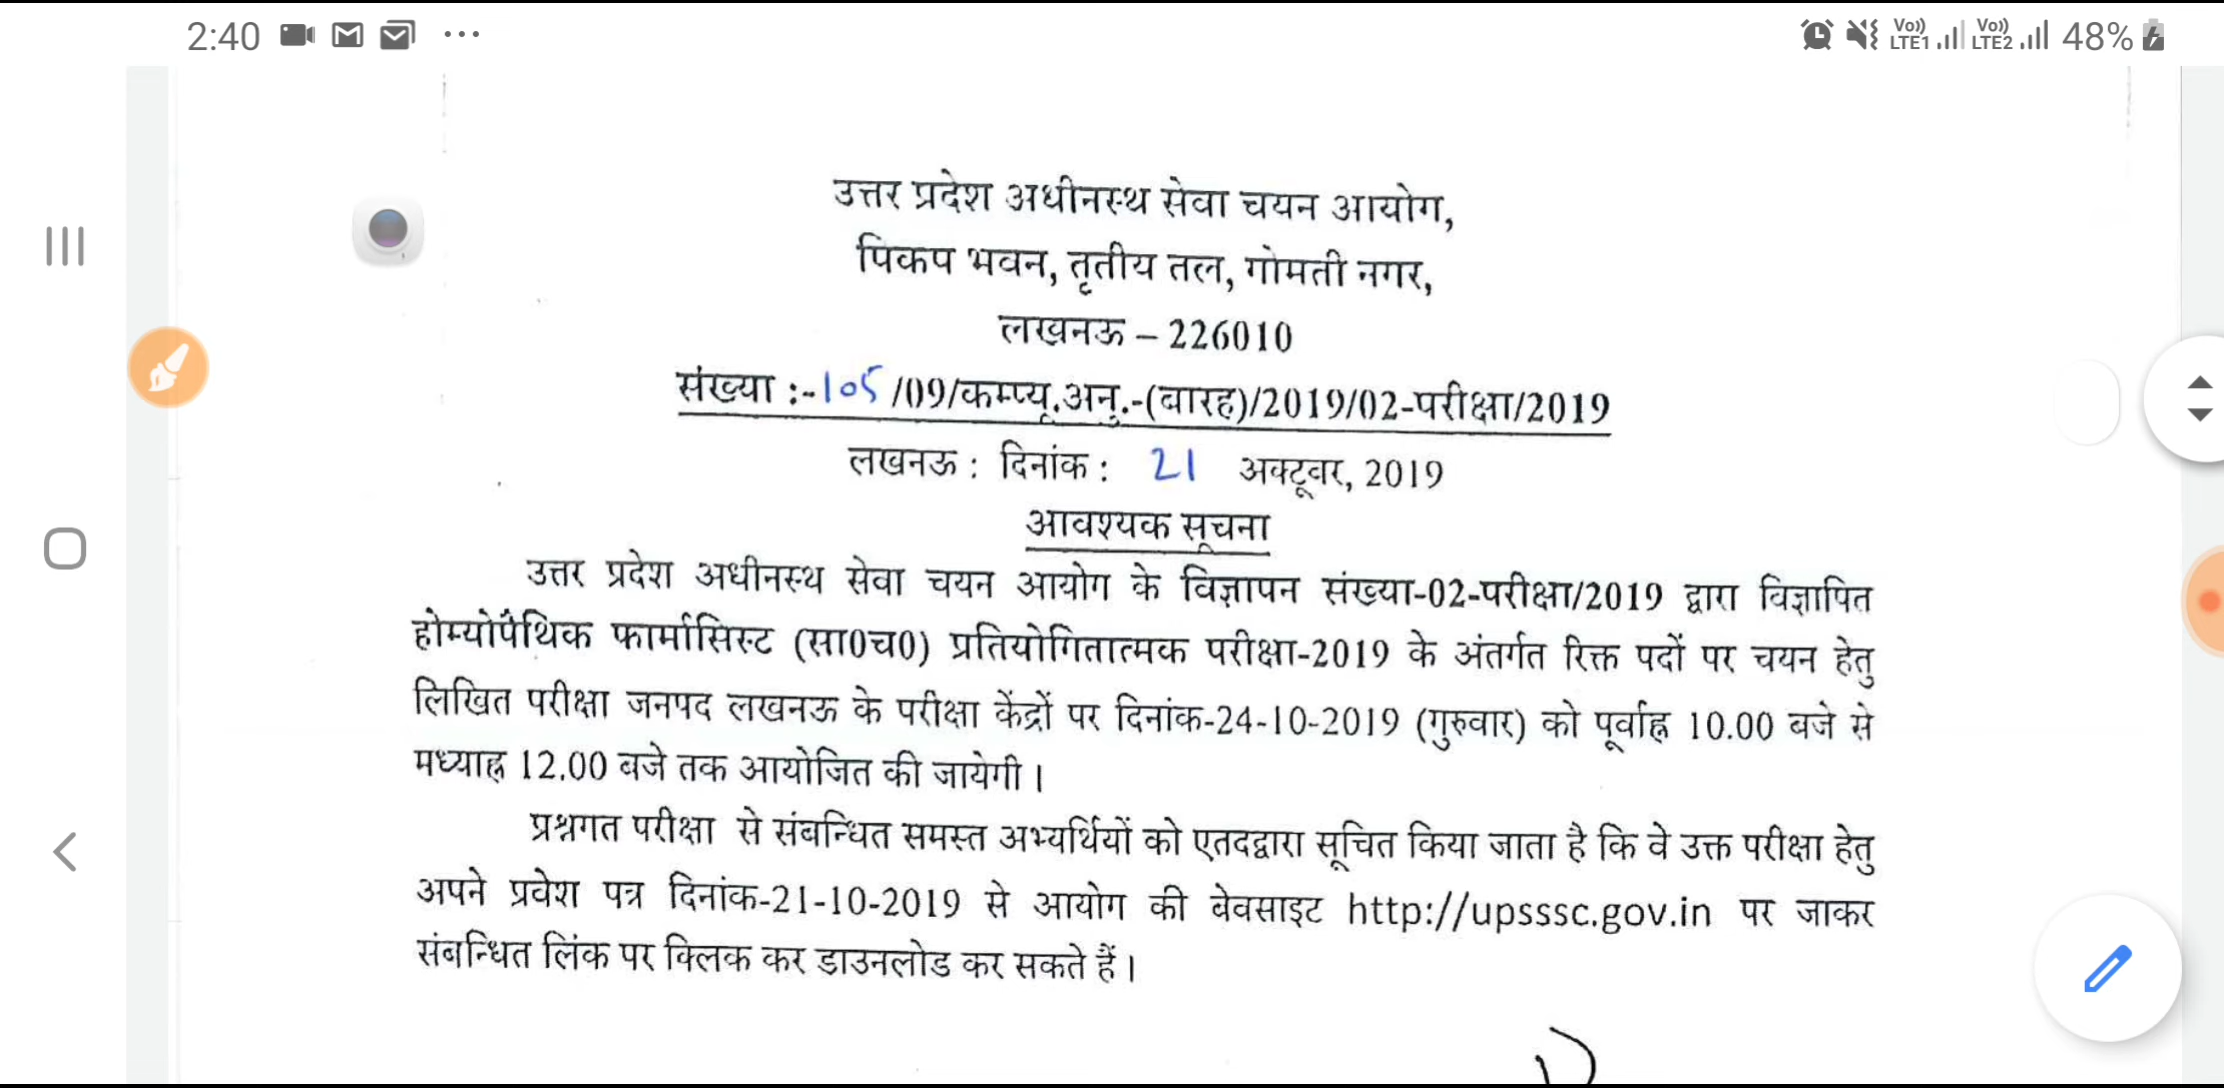 2:40
Vo)) LTE1 Vo)) LTE2 48%
उत्तर प्रदेश अधीनस्थ सेवा चयन आयोग,
पिकप भवन, तृतीय तल, गोमती नगर,
लखनऊ – 226010
संख्या :-105/09/कम्प्यू.अनु.-(बारह)/2019/02-परीक्षा/2019
लखनऊ : दिनांक : 21 अक्टूबर, 2019
आवश्यक सूचना
उत्तर प्रदेश अधीनस्थ सेवा चयन आयोग के विज्ञापन संख्या-02-परीक्षा/2019 द्वारा विज्ञापित
होम्योपैथिक फार्मासिस्ट (सा0च0) प्रतियोगितात्मक परीक्षा-2019 के अंतर्गत रिक्त पदों पर चयन हेतु
लिखित परीक्षा जनपद लखनऊ के परीक्षा केंद्रों पर दिनांक-24-10-2019 (गुरुवार) को पूर्वाह्न 10.00 बजे से
मध्याह्न 12.00 बजे तक आयोजित की जायेगी।
प्रश्नगत परीक्षा से संबन्धित समस्त अभ्यर्थियों को एतदद्वारा सूचित किया जाता है कि वे उक्त परीक्षा हेतु
अपने प्रवेश पत्र दिनांक-21-10-2019 से आयोग की वेबसाइट http://upsssc.gov.in पर जाकर
संबन्धित लिंक पर क्लिक कर डाउनलोड कर सकते हैं।